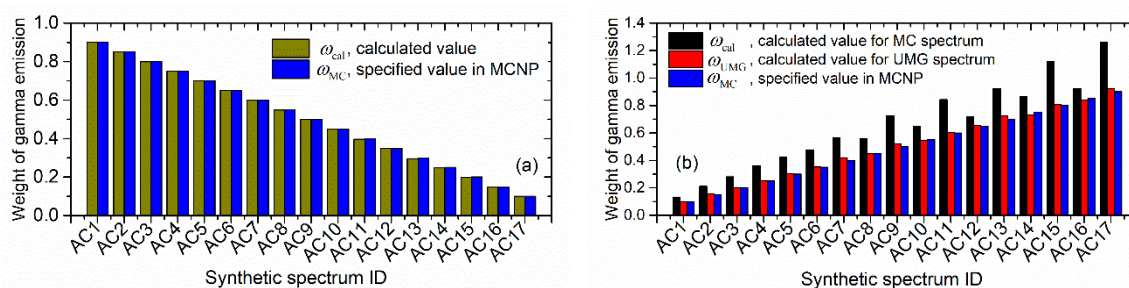 1.0
0.8
0.6
0.4
0.2
0.0
Weight of gamma emission
ω_cal, calculated value
ω_MC, specified value in MCNP
(a)
AC1 AC2 AC3 AC4 AC5 AC6 AC7 AC8 AC9 AC10 AC11 AC12 AC13 AC14 AC15 AC16 AC17
Synthetic spectrum ID
1.4
1.2
1.0
0.8
0.6
0.4
0.2
0.0
Weight of gamma emission
ω_cal , calculated value for MC spectrum
ω_UMG , calculated value for UMG spectrum
ω_MC , specified value in MCNP
(b)
AC1 AC2 AC3 AC4 AC5 AC6 AC7 AC8 AC9 AC10 AC11 AC12 AC13 AC14 AC15 AC16 AC17
Synthetic spectrum ID